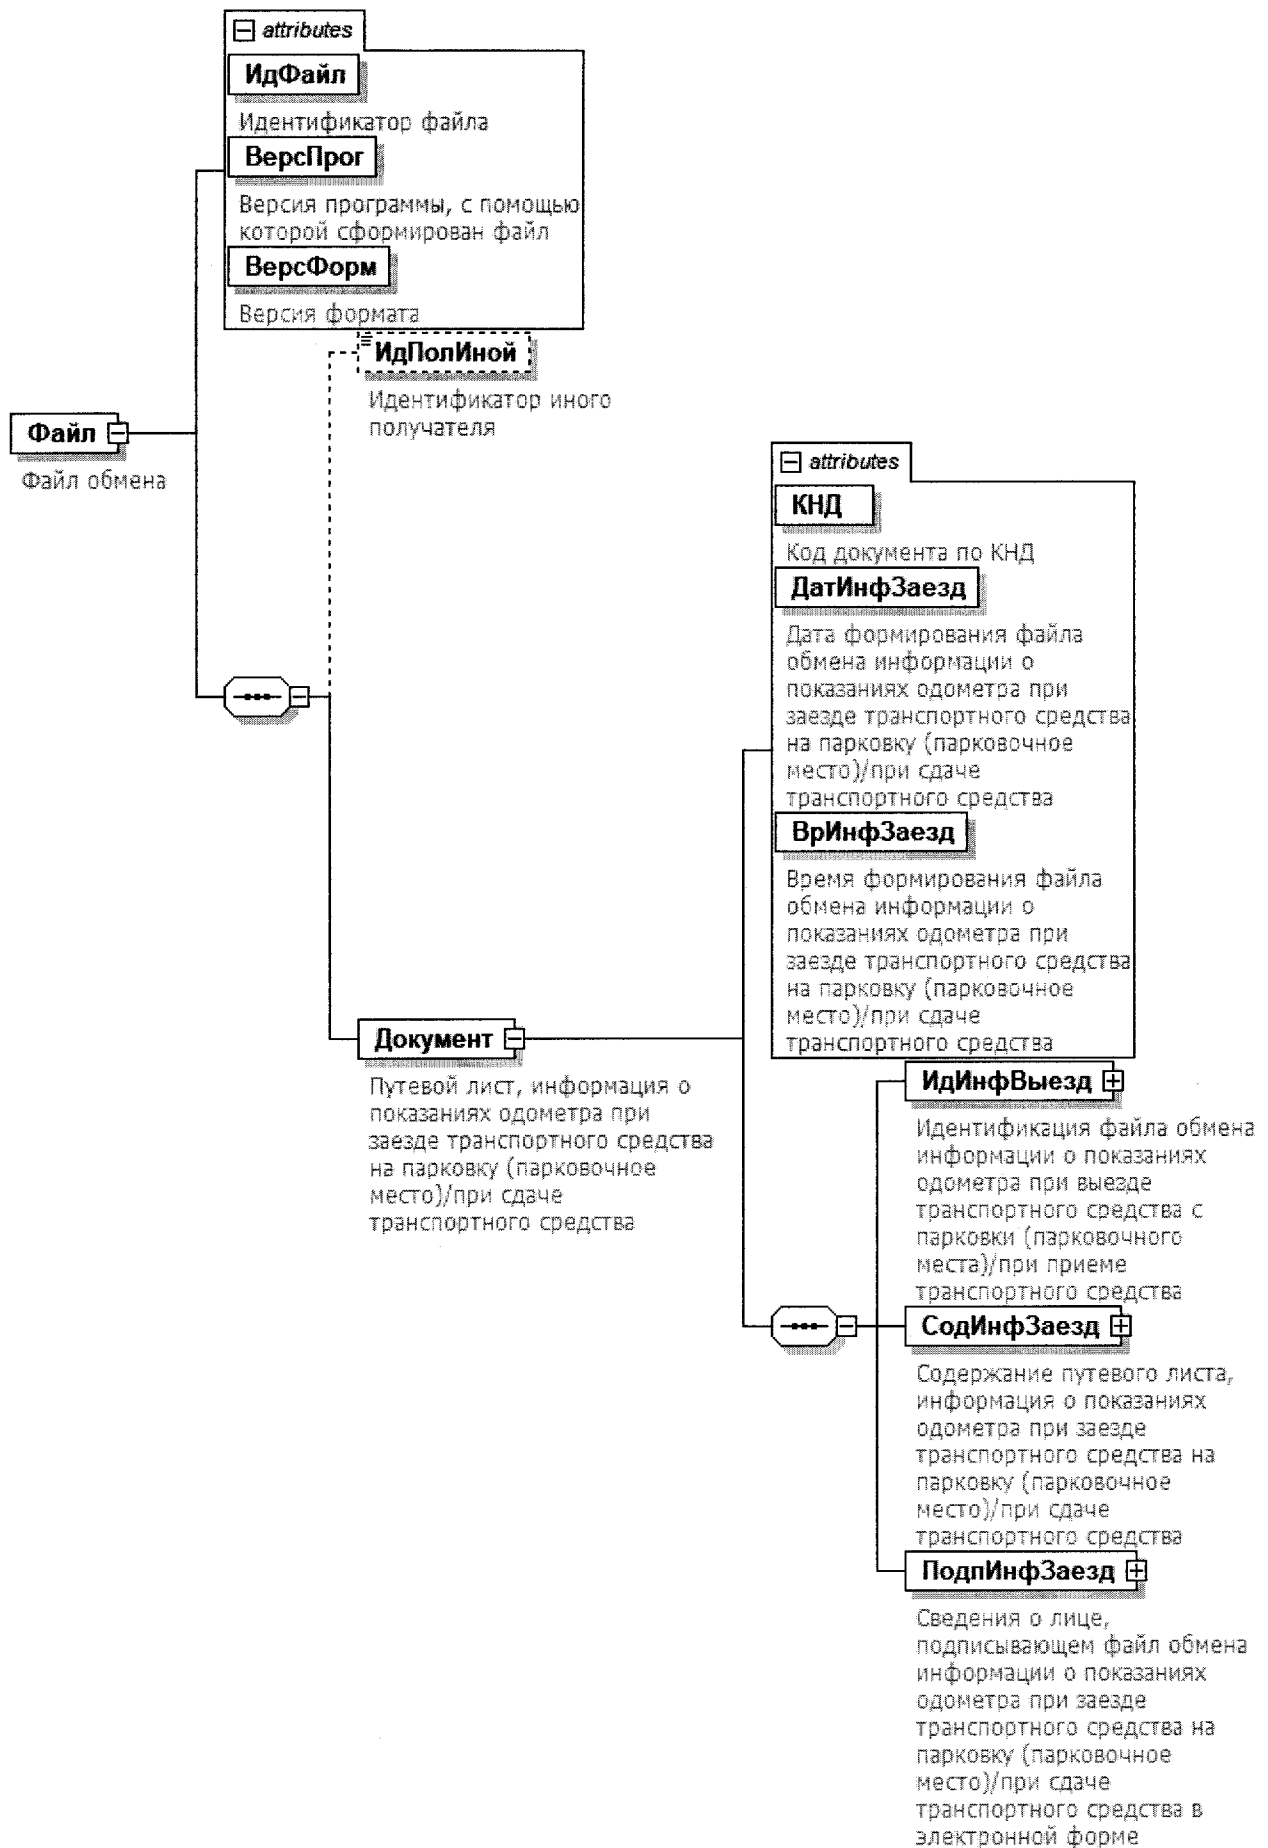 attributes
ИдФайл
Идентификатор файла
ВерсПрог
Версия программы, с помощью
которой сформирован файл
ВерсФорм
Версия формата
ИдПолИной
Идентификатор иного
получателя
Файл
Файл обмена
attributes
КНД
Код документа по КНД
ДатИнфЗаезд
Дата формирования файла
обмена информации о
показаниях одометра при
заезде транспортного средства
на парковку (парковочное
место)/при сдаче
транспортного средства
ВрИнфЗаезд
Время формирования файла
обмена информации о
показаниях одометра при
заезде транспортного средства
на парковку (парковочное
место)/при сдаче
транспортного средства
Документ
Путевой лист, информация о
показаниях одометра при
заезде транспортного средства
на парковку (парковочное
место)/при сдаче
транспортного средства
ИдИнфВыезд
Идентификация файла обмена
информации о показаниях
одометра при выезде
транспортного средства с
парковки (парковочного
места)/при приеме
транспортного средства
СодИнфЗаезд
Содержание путевого листа,
информация о показаниях
одометра при заезде
транспортного средства на
парковку (парковочное
место)/при сдаче
транспортного средства
ПодпИнфЗаезд
Сведения о лице,
подписывающем файл обмена
информации о показаниях
одометра при заезде
транспортного средства на
парковку (парковочное
место)/при сдаче
транспортного средства в
электронной форме